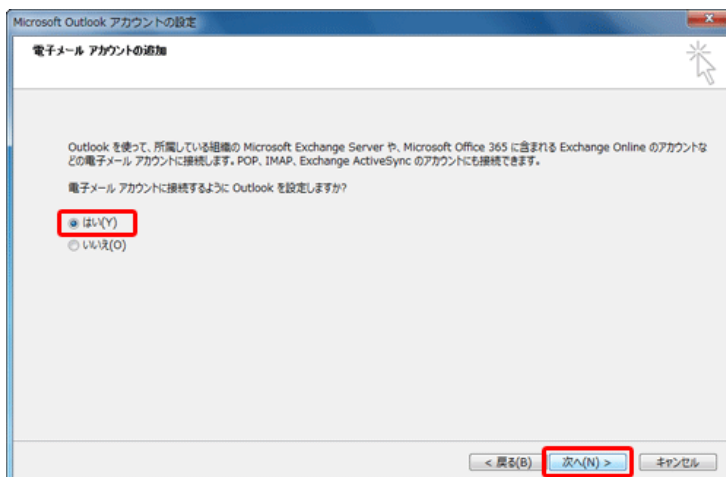 Microsoft Outlook アカウントの設定
電子メール アカウントの追加
Outlook を使って、所属している組織の Microsoft Exchange Server や、Microsoft Office 365 に含まれる Exchange Online のアカウントな
どの電子メール アカウントに接続します。POP、IMAP、Exchange ActiveSync のアカウントにも接続できます。
電子メール アカウントに接続するように Outlook を設定しますか?
はい(Y)
いいえ(O)
< 戻る(B) 次へ(N) > キャンセル